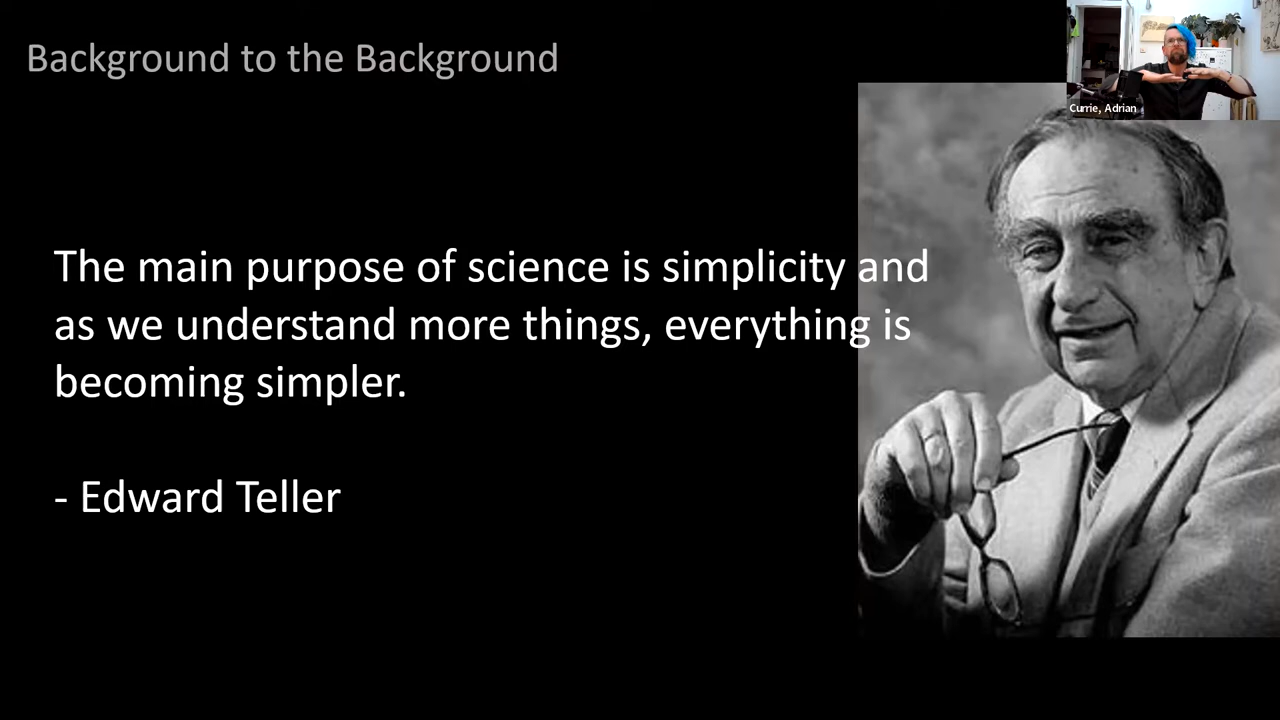 Background to the Background
Currie, Adrian
The main purpose of science is simplicity and
as we understand more things, everything is
becoming simpler.
- Edward Teller